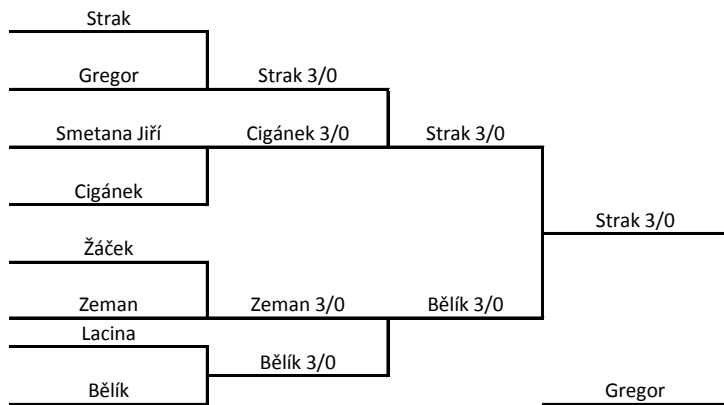 Strak
Gregor
Strak 3/0
Smetana Jiří
Cigánek 3/0
Strak 3/0
Cigánek
Strak 3/0
Žáček
Zeman
Zeman 3/0
Bělík 3/0
Lacina
Bělík 3/0
Bělík
Gregor